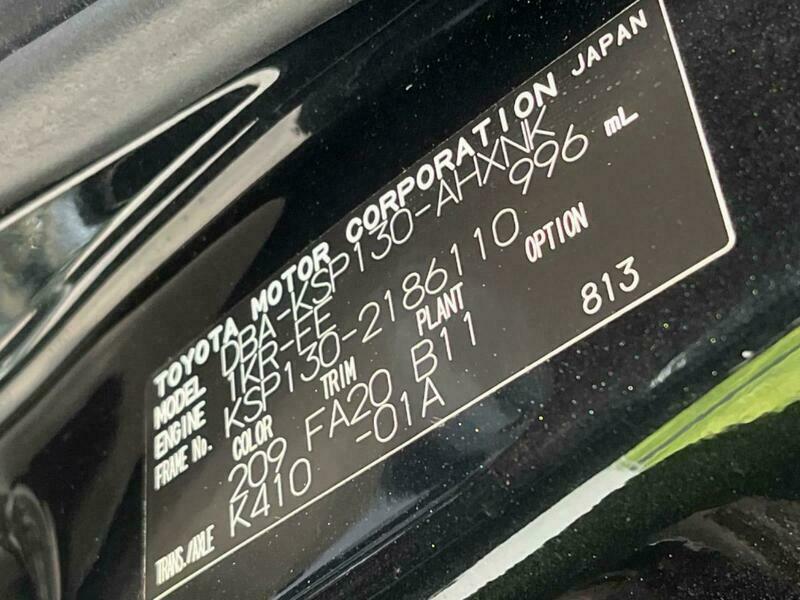 TOYOTA MOTOR CORPORATION JAPAN
MODEL DBA-KSP130-AHXNK
ENGINE 1KR-EE 996 mL
FRAME No. KSP130-2186110
COLOR TRIM PLANT OPTION
209 FA20 B11 813
TRANS./AXLE K410 -01A